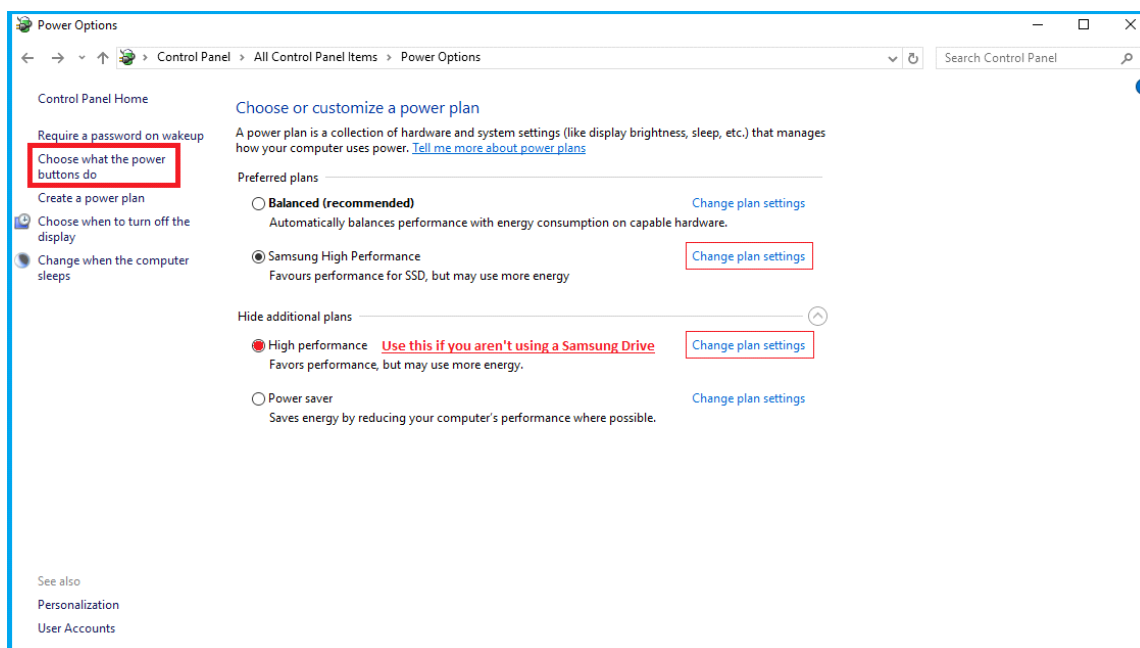 Power Options
Control Panel > All Control Panel Items > Power Options
Search Control Panel
Control Panel Home
Require a password on wakeup
Choose what the power
buttons do
Create a power plan
Choose when to turn off the
display
Change when the computer
sleeps
Choose or customize a power plan
A power plan is a collection of hardware and system settings (like display brightness, sleep, etc.) that manages
how your computer uses power. Tell me more about power plans
Preferred plans
Balanced (recommended) Change plan settings
Automatically balances performance with energy consumption on capable hardware.
Samsung High Performance Change plan settings
Favours performance for SSD, but may use more energy
Hide additional plans
High performance Use this if you aren't using a Samsung Drive Change plan settings
Favors performance, but may use more energy.
Power saver Change plan settings
Saves energy by reducing your computer's performance where possible.
See also
Personalization
User Accounts